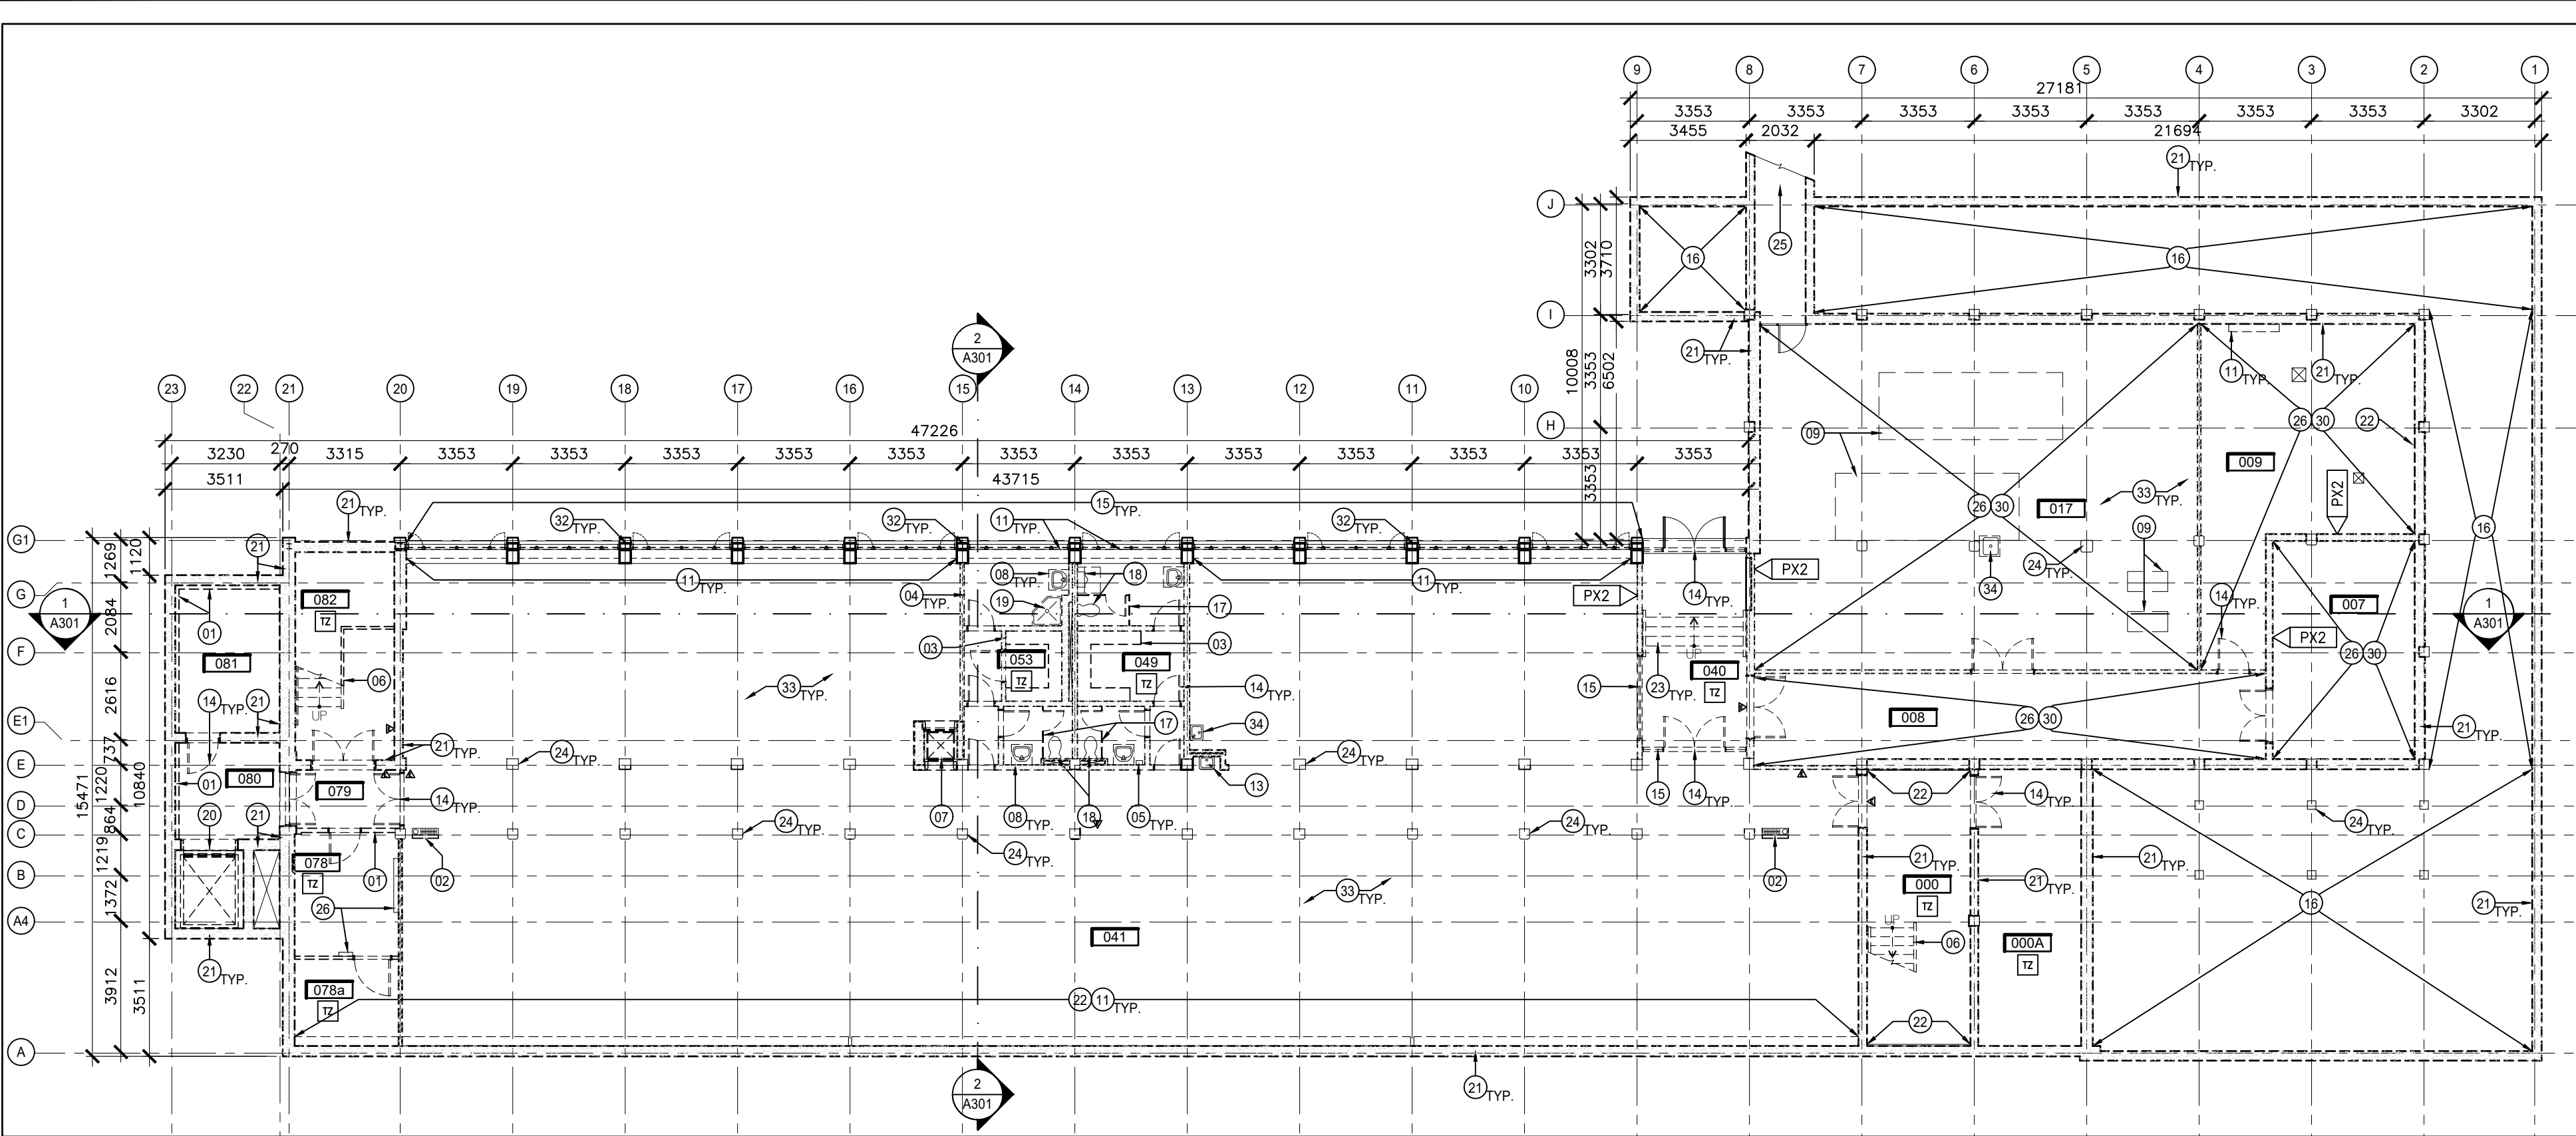 9 8 7 6 5 4 3 2 1
27181
3353 3353 3353 3353 3353 3353 3353 3302
3455 2032 21694
21 TYP.
J
25
16 16
3302 3710
I
21 TYP.
11 TYP. 21 TYP.
10008 3353 6502
2
A301
23 22 21 20 19 18 17 16 15 14 13 12 11 10
26 30 22
H
47226
09
3230 270 3315 3353 3353 3353 3353 3353 3353 3353 3353 3353 3353 3353 3353
3353
009
3511 43715
PX2
33 TYP.
21 TYP. 15 TYP.
26 30 017
32 TYP. 32 TYP. 11 TYP. 32 TYP.
09 16
G1
21
1269 1120
24 TYP.
PX2
11 TYP. 08 TYP. 18 11 TYP.
34
G
04 TYP. PX2 14 TYP. 14 TYP.
082
TZ
19 17
007
1
A301
1
A301
2084
01
PX2
03 03
F
081 053 049
TZ TZ
UP
040
TZ
26 30
06
33 TYP. 14 TYP. 15 23 TYP.
14 TYP. 21
2616
UP
008 26 30
E1
17 34
21 TYP.
21 TYP.
737
24 TYP. 24 TYP.
E
080 01
079
13
15 14 TYP.
22 14 TYP.
15471 1220 10840
14 TYP.
D
20 21
07 08 TYP. 18 05 TYP.
864
24 TYP. 24 TYP. 24 TYP.
C
24 TYP.
1219
078
TZ
01 02
02
21 TYP. 21 TYP.
B
33 TYP.
000
TZ
21 TYP.
1372
26
16 21 TYP.
A4
UP
041
06 000A
TZ
21 TYP.
3912 3511
078a
TZ
22 11 TYP.
22
A
2
A301
21 TYP.